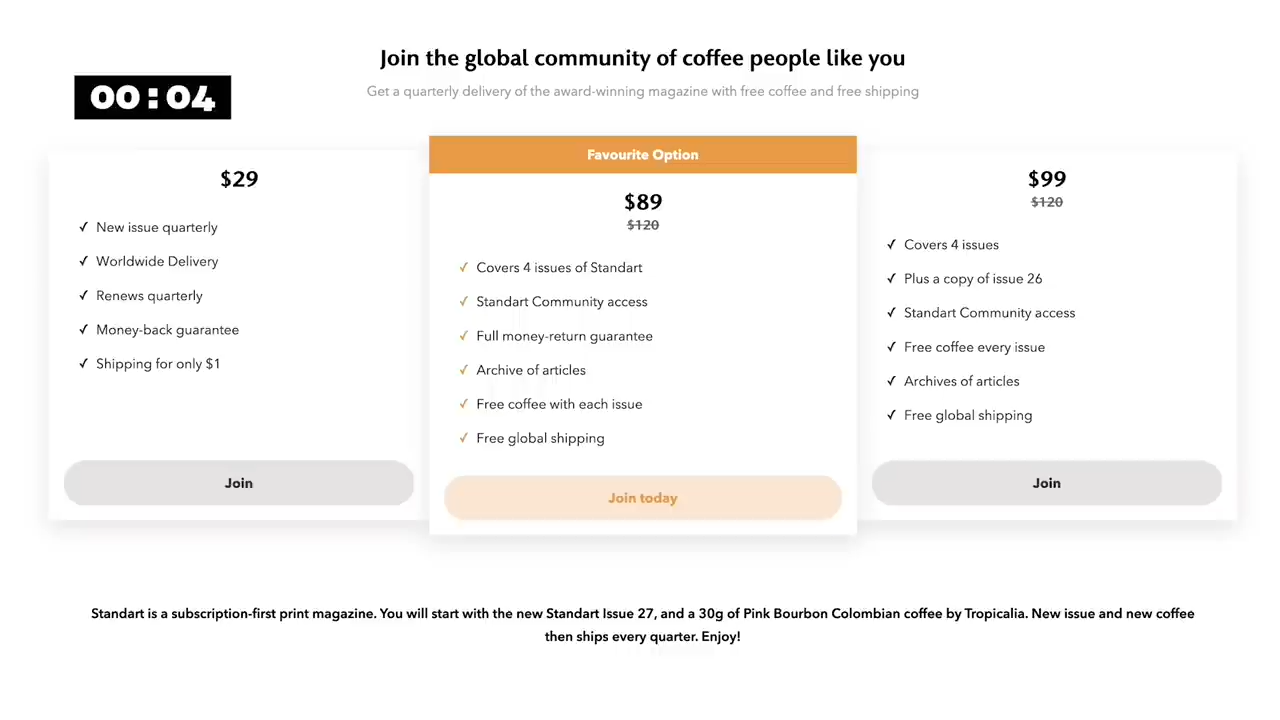 Join the global community of coffee people like you
Get a quarterly delivery of the award-winning magazine with free coffee and free shipping
00:04
$29
✓ New issue quarterly
✓ Worldwide Delivery
✓ Renews quarterly
✓ Money-back guarantee
✓ Shipping for only $1
Join
Favourite Option
$89
$120
✓ Covers 4 issues of Standart
✓ Standart Community access
✓ Full money-return guarantee
✓ Archive of articles
✓ Free coffee with each issue
✓ Free global shipping
Join today
$99
$120
✓ Covers 4 issues
✓ Plus a copy of issue 26
✓ Standart Community access
✓ Free coffee every issue
✓ Archives of articles
✓ Free global shipping
Join
Standart is a subscription-first print magazine. You will start with the new Standart Issue 27, and a 30g of Pink Bourbon Colombian coffee by Tropicalia. New issue and new coffee
then ships every quarter. Enjoy!